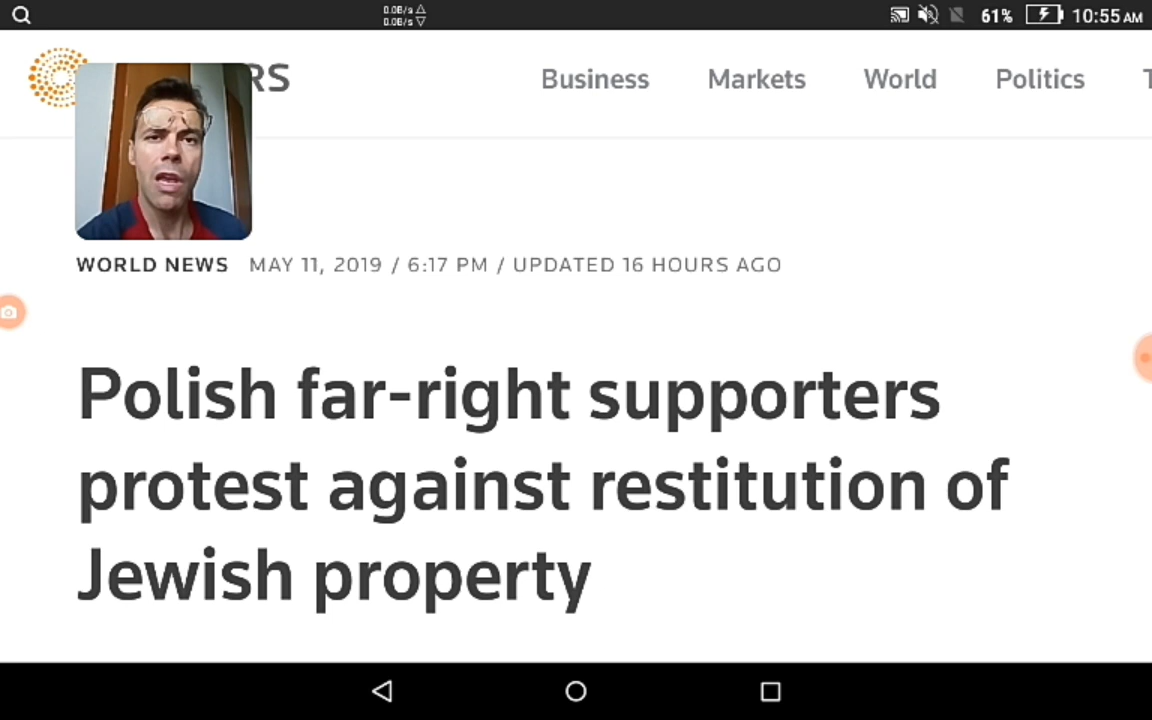 0.0B/s
0.0B/s
61% 10:55 AM
RS
Business Markets World Politics T
WORLD NEWS MAY 11, 2019 / 6:17 PM / UPDATED 16 HOURS AGO
Polish far-right supporters
protest against restitution of
Jewish property